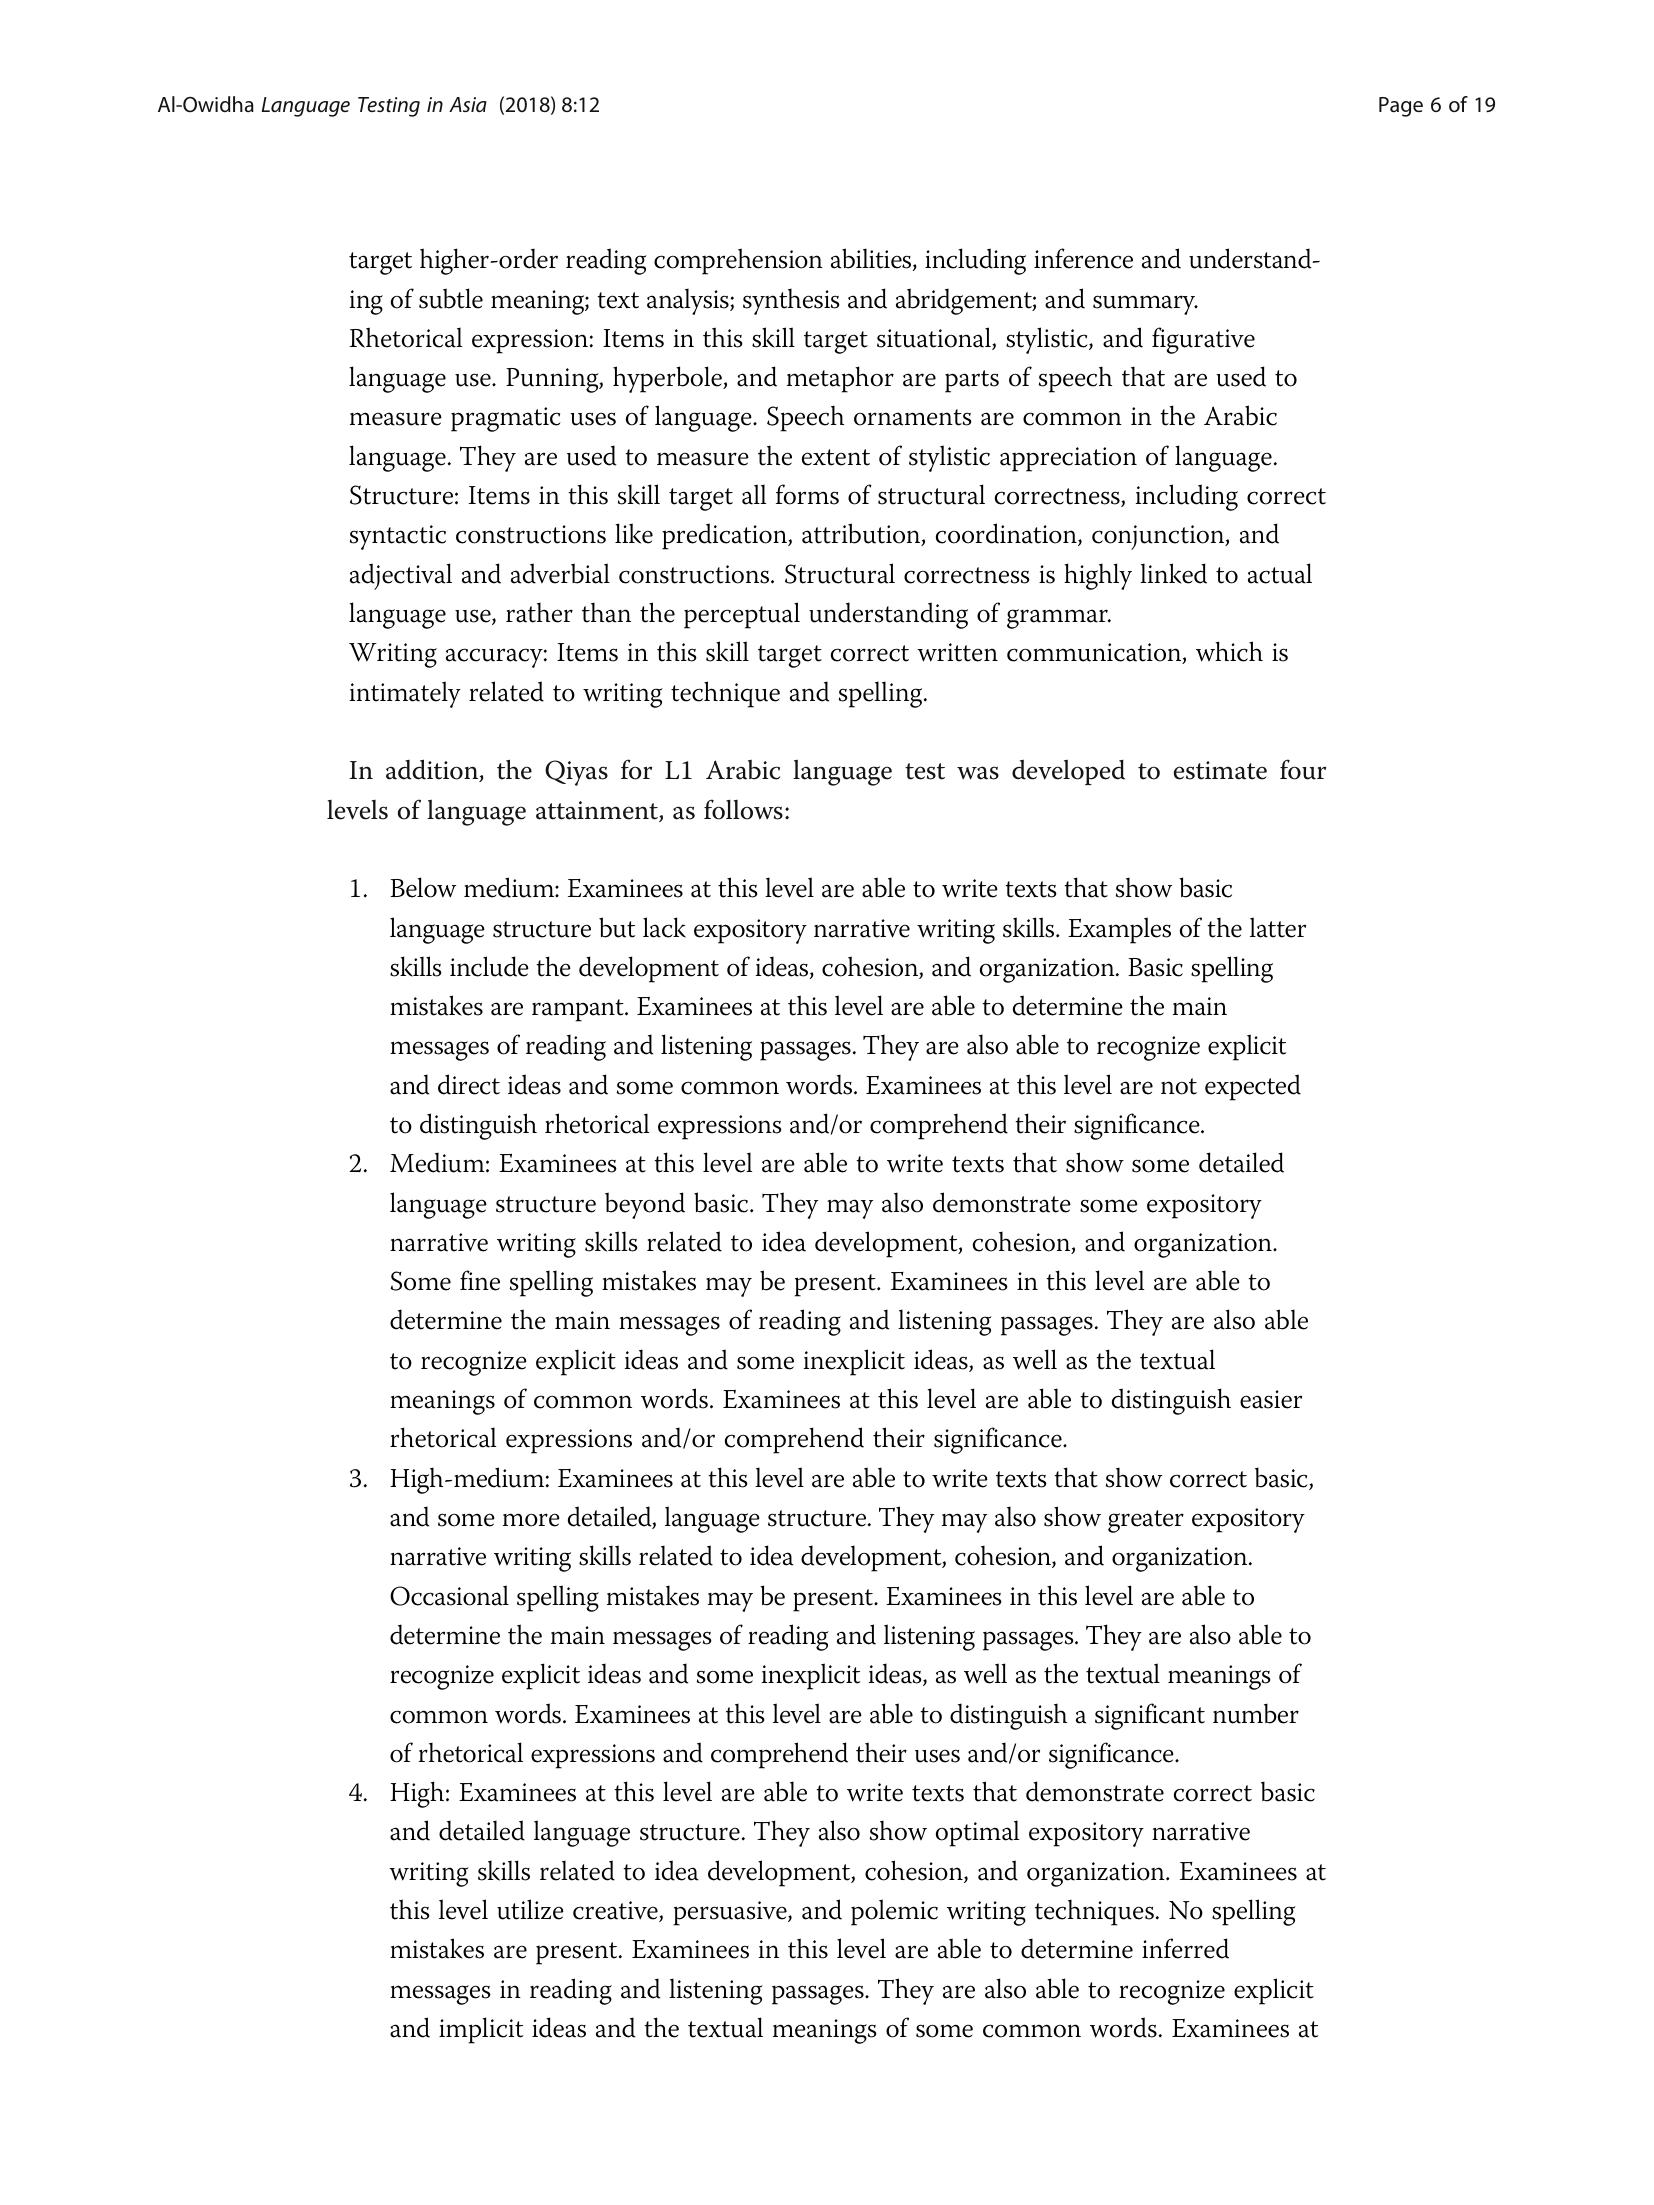 Al-Owidha Language Testing in Asia (2018) 8:12
Page 6 of 19
target higher-order reading comprehension abilities, including inference and understand-
ing of subtle meaning; text analysis; synthesis and abridgement; and summary.
Rhetorical expression: Items in this skill target situational, stylistic, and figurative
language use. Punning, hyperbole, and metaphor are parts of speech that are used to
measure pragmatic uses of language. Speech ornaments are common in the Arabic
language. They are used to measure the extent of stylistic appreciation of language.
Structure: Items in this skill target all forms of structural correctness, including correct
syntactic constructions like predication, attribution, coordination, conjunction, and
adjectival and adverbial constructions. Structural correctness is highly linked to actual
language use, rather than the perceptual understanding of grammar.
Writing accuracy: Items in this skill target correct written communication, which is
intimately related to writing technique and spelling.
In addition, the Qiyas for L1 Arabic language test was developed to estimate four
levels of language attainment, as follows:
1. Below medium: Examinees at this level are able to write texts that show basic
language structure but lack expository narrative writing skills. Examples of the latter
skills include the development of ideas, cohesion, and organization. Basic spelling
mistakes are rampant. Examinees at this level are able to determine the main
messages of reading and listening passages. They are also able to recognize explicit
and direct ideas and some common words. Examinees at this level are not expected
to distinguish rhetorical expressions and/or comprehend their significance.
2. Medium: Examinees at this level are able to write texts that show some detailed
language structure beyond basic. They may also demonstrate some expository
narrative writing skills related to idea development, cohesion, and organization.
Some fine spelling mistakes may be present. Examinees in this level are able to
determine the main messages of reading and listening passages. They are also able
to recognize explicit ideas and some inexplicit ideas, as well as the textual
meanings of common words. Examinees at this level are able to distinguish easier
rhetorical expressions and/or comprehend their significance.
3. High-medium: Examinees at this level are able to write texts that show correct basic,
and some more detailed, language structure. They may also show greater expository
narrative writing skills related to idea development, cohesion, and organization.
Occasional spelling mistakes may be present. Examinees in this level are able to
determine the main messages of reading and listening passages. They are also able to
recognize explicit ideas and some inexplicit ideas, as well as the textual meanings of
common words. Examinees at this level are able to distinguish a significant number
of rhetorical expressions and comprehend their uses and/or significance.
4. High: Examinees at this level are able to write texts that demonstrate correct basic
and detailed language structure. They also show optimal expository narrative
writing skills related to idea development, cohesion, and organization. Examinees at
this level utilize creative, persuasive, and polemic writing techniques. No spelling
mistakes are present. Examinees in this level are able to determine inferred
messages in reading and listening passages. They are also able to recognize explicit
and implicit ideas and the textual meanings of some common words. Examinees at